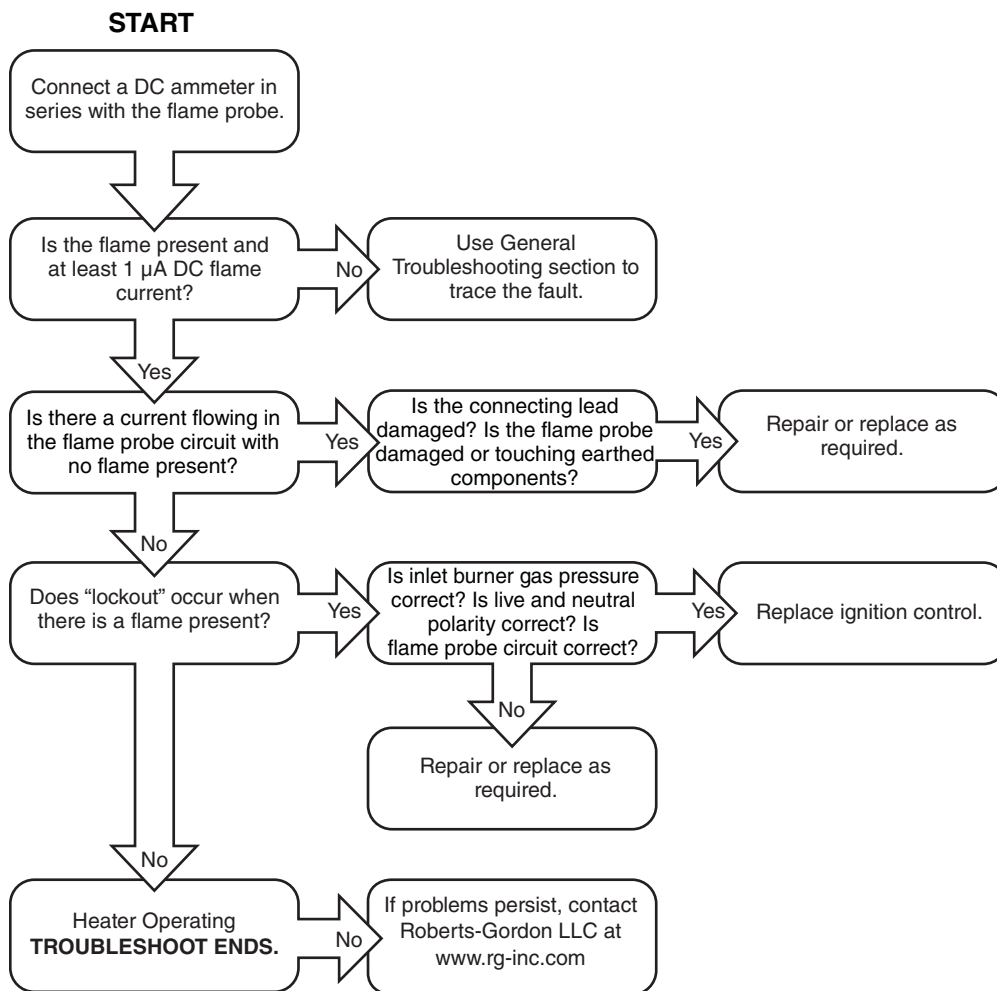 START
Connect a DC ammeter in
series with the flame probe.
Is the flame present and
at least 1 µA DC flame
current?
No
Use General
Troubleshooting section to
trace the fault.
Yes
Is there a current flowing in
the flame probe circuit with
no flame present?
Yes
Is the connecting lead
damaged? Is the flame probe
damaged or touching earthed
components?
Yes
Repair or replace as
required.
No
Does “lockout” occur when
there is a flame present?
Yes
Is inlet burner gas pressure
correct? Is live and neutral
polarity correct? Is
flame probe circuit correct?
Yes
Replace ignition control.
No
Repair or replace as
required.
No
Heater Operating
TROUBLESHOOT ENDS.
No
If problems persist, contact
Roberts-Gordon LLC at
www.rg-inc.com